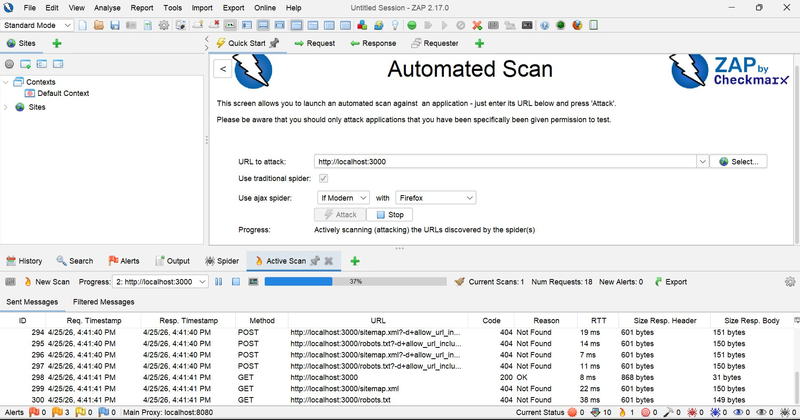 Untitled Session - ZAP 2.17.0
File Edit View Analyse Report Tools Import Export Online Help
Standard Mode
Sites
Quick Start Request Response Requester
Contexts
Default Context
Sites
<
Automated Scan
ZAP by Checkmarx
This screen allows you to launch an automated scan against an application - just enter its URL below and press 'Attack'.
Please be aware that you should only attack applications that you have been specifically been given permission to test.
URL to attack: http://localhost:3000 Select...
Use traditional spider:
Use ajax spider: If Modern with Firefox
Attack Stop
Progress: Actively scanning (attacking) the URLs discovered by the spider(s)
History Search Alerts Output Spider Active Scan
New Scan Progress: 2: http://localhost:3000 37% Current Scans: 1 Num Requests: 18 New Alerts: 0 Export
Sent Messages Filtered Messages
ID Req. Timestamp Resp. Timestamp Method URL Code Reason RTT Size Resp. Header Size Resp. Body
294 4/25/26, 4:41:40 PM 4/25/26, 4:41:40 PM POST http://localhost:3000/sitemap.xml?-d+allow_url_in... 404 Not Found 19 ms 601 bytes 151 bytes
295 4/25/26, 4:41:40 PM 4/25/26, 4:41:40 PM POST http://localhost:3000/robots.txt?-d+allow_url_inclu... 404 Not Found 14 ms 601 bytes 150 bytes
296 4/25/26, 4:41:40 PM 4/25/26, 4:41:40 PM POST http://localhost:3000/sitemap.xml?-d+allow_url_in... 404 Not Found 7 ms 601 bytes 151 bytes
297 4/25/26, 4:41:40 PM 4/25/26, 4:41:40 PM POST http://localhost:3000/robots.txt?-d+allow_url_inclu... 404 Not Found 11 ms 601 bytes 150 bytes
298 4/25/26, 4:41:40 PM 4/25/26, 4:41:40 PM GET http://localhost:3000 200 OK 8 ms 868 bytes 31 bytes
299 4/25/26, 4:41:40 PM 4/25/26, 4:41:40 PM GET http://localhost:3000/sitemap.xml 404 Not Found 22 ms 601 bytes 150 bytes
300 4/25/26, 4:41:40 PM 4/25/26, 4:41:40 PM GET http://localhost:3000/robots.txt 404 Not Found 38 ms 601 bytes 149 bytes
Alerts 0 3 0 0 Main Proxy: localhost:8080 Current Status 0 10 1 0 0 0 0 0 0